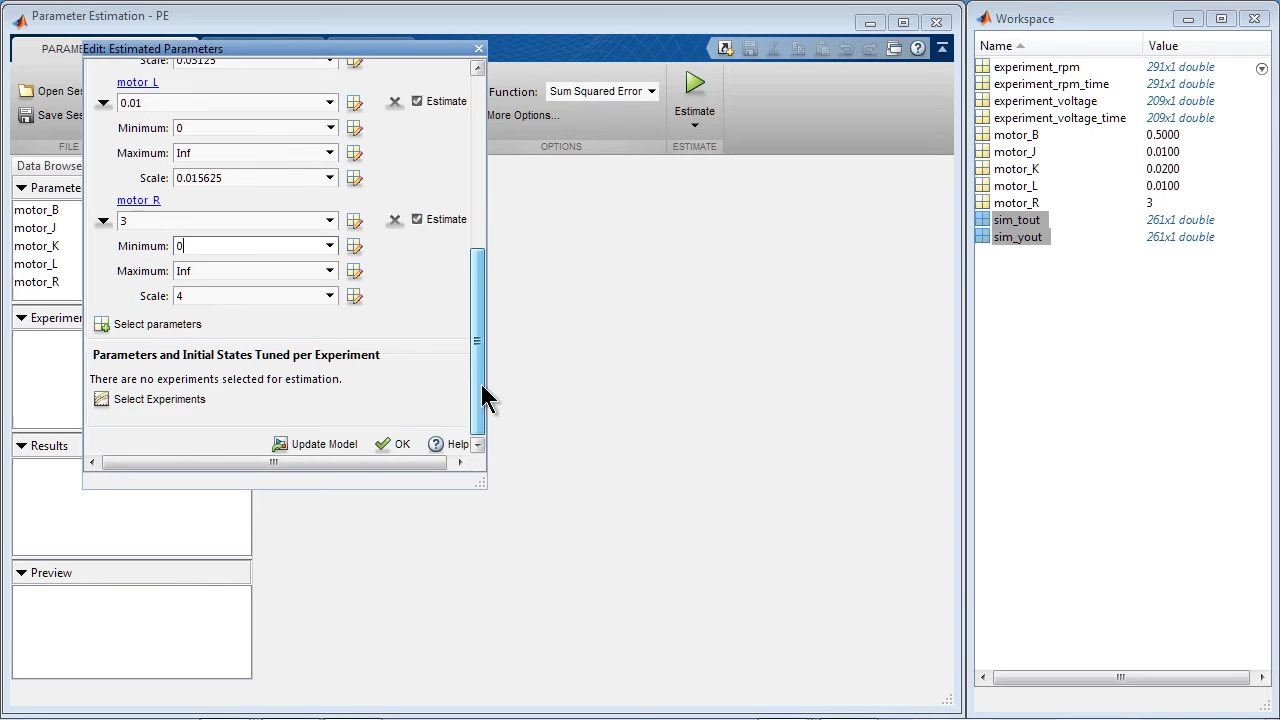 Parameter Estimation - PE
PARAM
Edit: Estimated Parameters
Open Ses
Save Ses
FILE
Function: Sum Squared Error
More Options...
OPTIONS
Estimate
ESTIMATE
Data Browse
Paramete
motor_B
motor_J
motor_K
motor_L
motor_R
Experimen
Results
Preview
Scale: 0.03125
motor_L
0.01 Estimate
Minimum: 0
Maximum: Inf
Scale: 0.015625
motor_R
3 Estimate
Minimum: 0
Maximum: Inf
Scale: 4
Select parameters
Parameters and Initial States Tuned per Experiment
There are no experiments selected for estimation.
Select Experiments
Update Model OK Help
Workspace
Name Value
experiment_rpm 291x1 double
experiment_rpm_time 291x1 double
experiment_voltage 209x1 double
experiment_voltage_time 209x1 double
motor_B 0.5000
motor_J 0.0100
motor_K 0.0200
motor_L 0.0100
motor_R 3
sim_tout 261x1 double
sim_yout 261x1 double